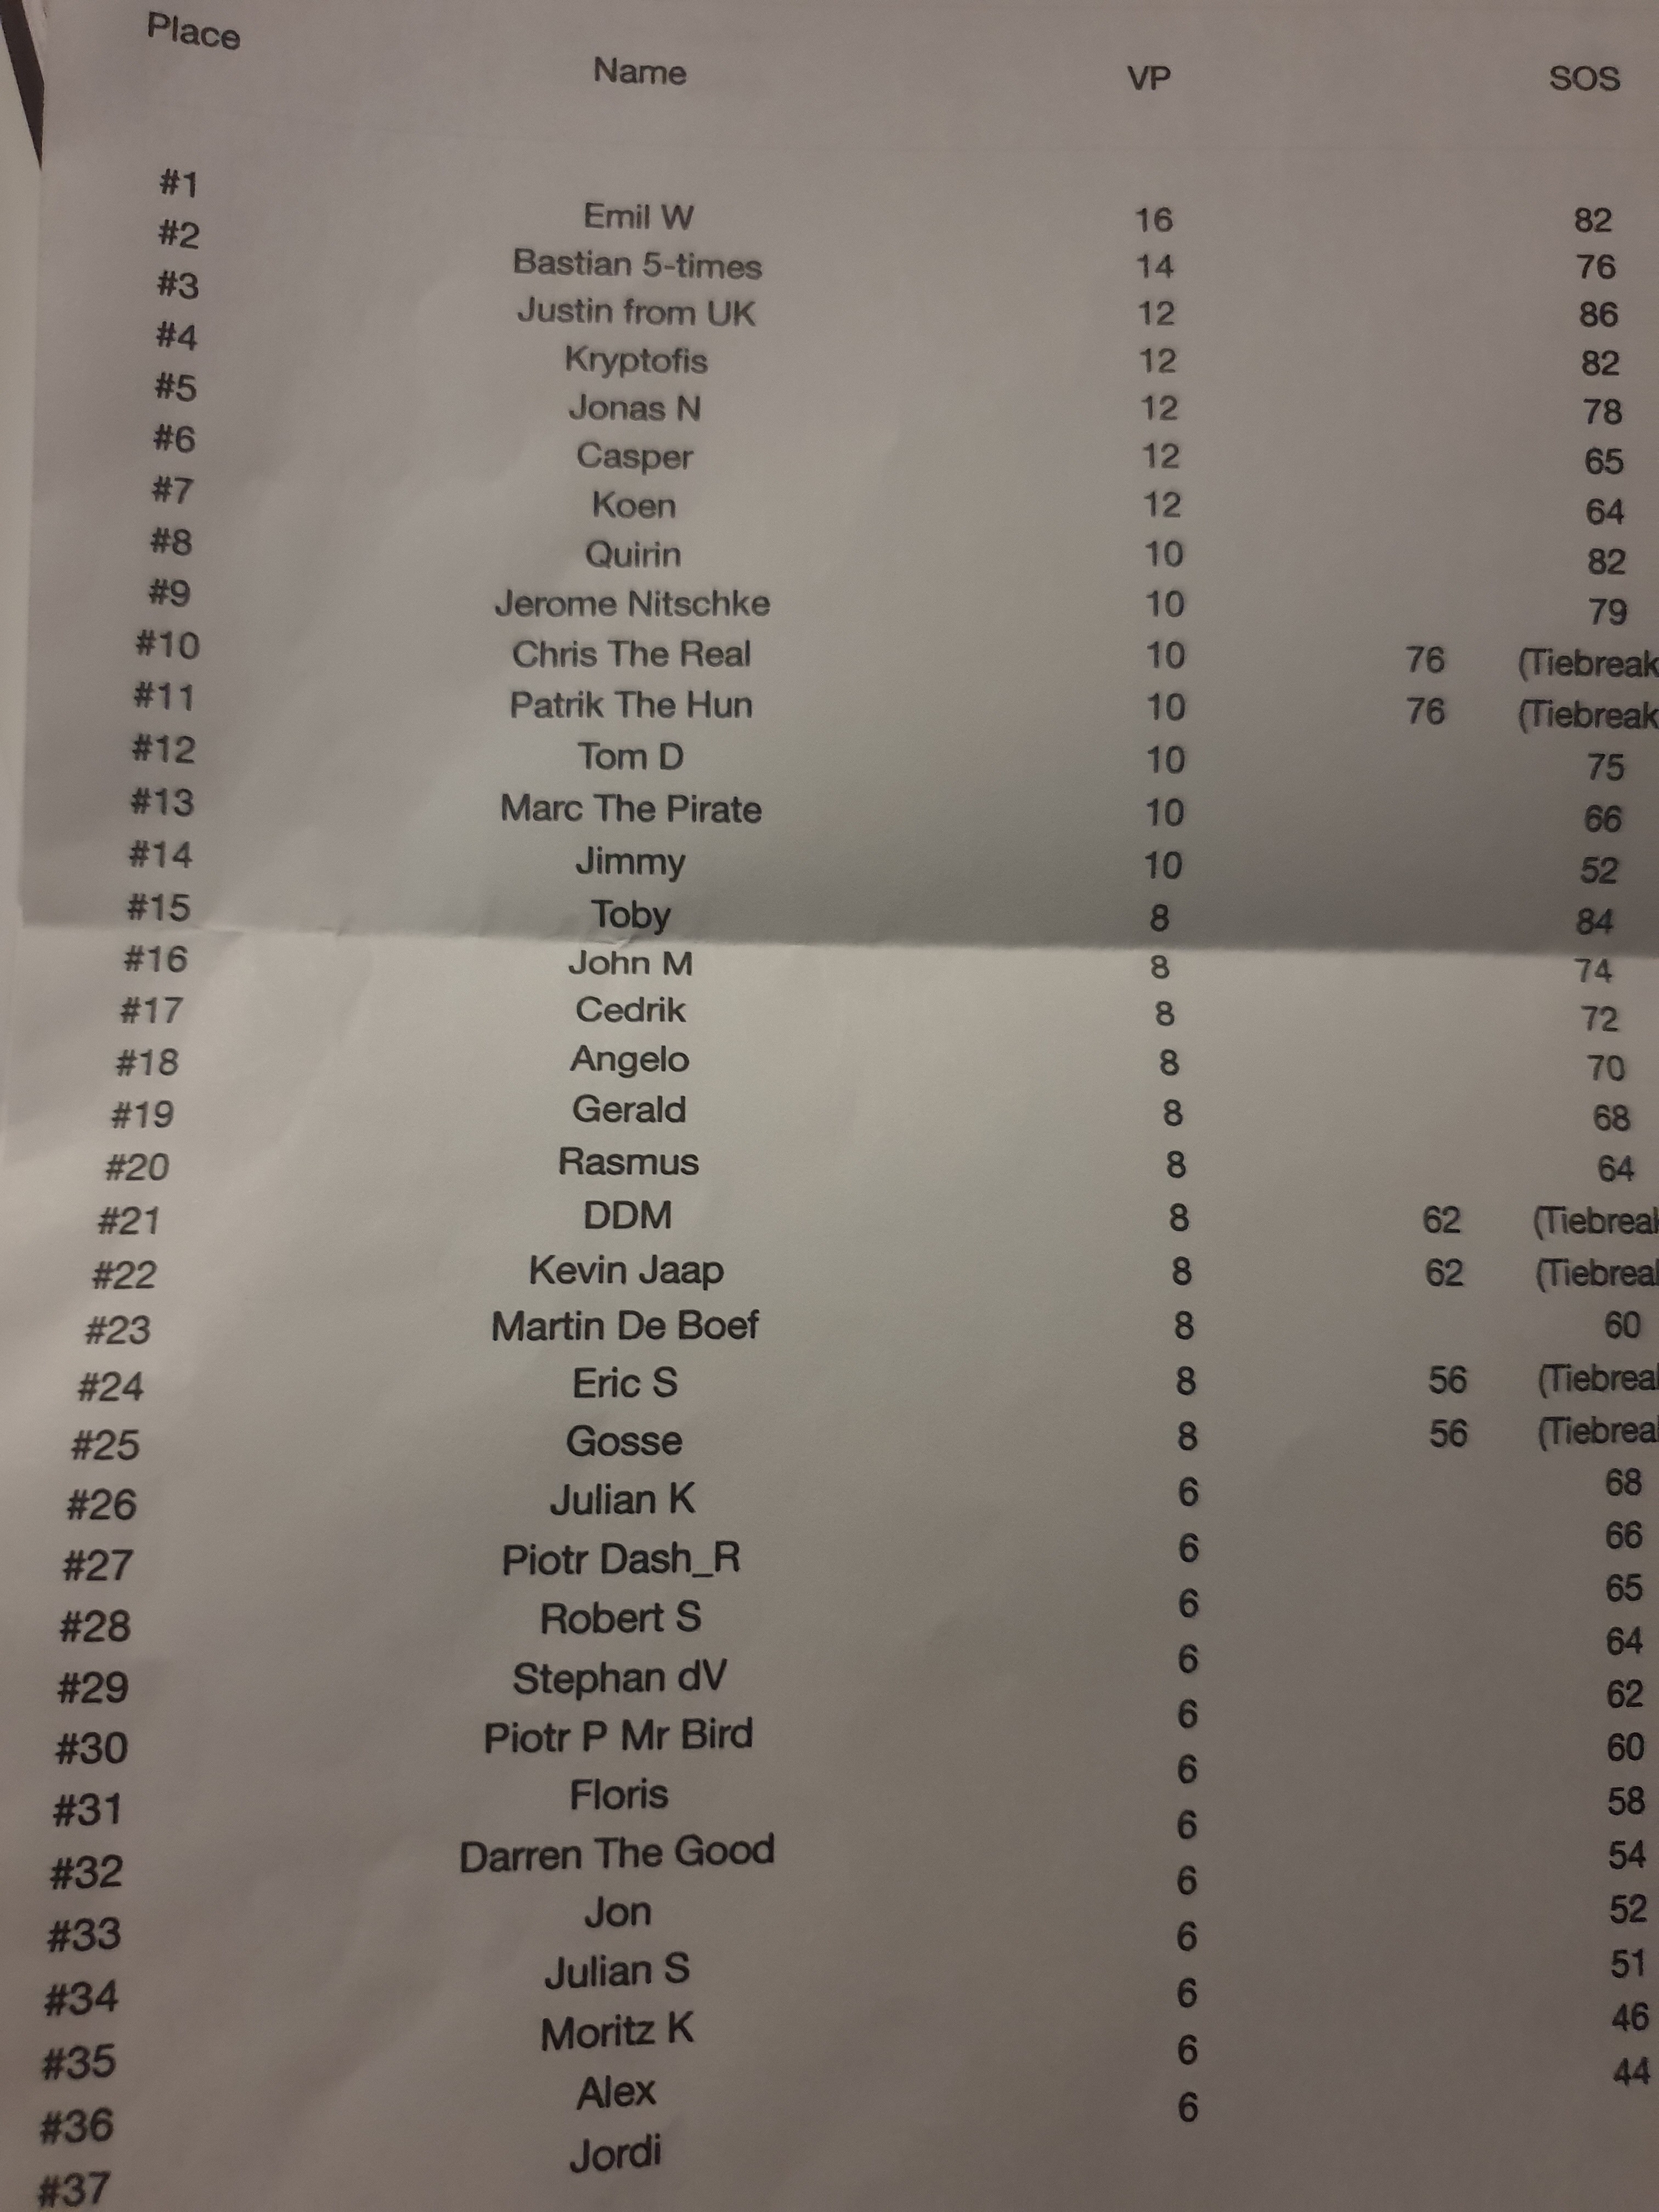 Place Name VP SOS
#1 Emil W 16 82
#2 Bastian 5-times 14 76
#3 Justin from UK 12 86
#4 Kryptofis 12 82
#5 Jonas N 12 78
#6 Casper 12 65
#7 Koen 12 64
#8 Quirin 10 82
#9 Jerome Nitschke 10 79
#10 Chris The Real 10 76 (Tiebreak
#11 Patrik The Hun 10 76 (Tiebreak
#12 Tom D 10 75
#13 Marc The Pirate 10 66
#14 Jimmy 10 52
#15 Toby 8 84
#16 John M 8 74
#17 Cedrik 8 72
#18 Angelo 8 70
#19 Gerald 8 68
#20 Rasmus 8 64
#21 DDM 8 62 (Tiebreak
#22 Kevin Jaap 8 62 (Tiebreak
#23 Martin De Boef 8 60
#24 Eric S 8 56 (Tiebreak
#25 Gosse 8 56 (Tiebreak
#26 Julian K 6 68
#27 Piotr Dash_R 6 66
#28 Robert S 6 65
#29 Stephan dV 6 64
#30 Piotr P Mr Bird 6 62
#31 Floris 6 60
#32 Darren The Good 6 58
#33 Jon 6 54
#34 Julian S 6 52
#35 Moritz K 6 51
#36 Alex 6 46
#37 Jordi 6 44